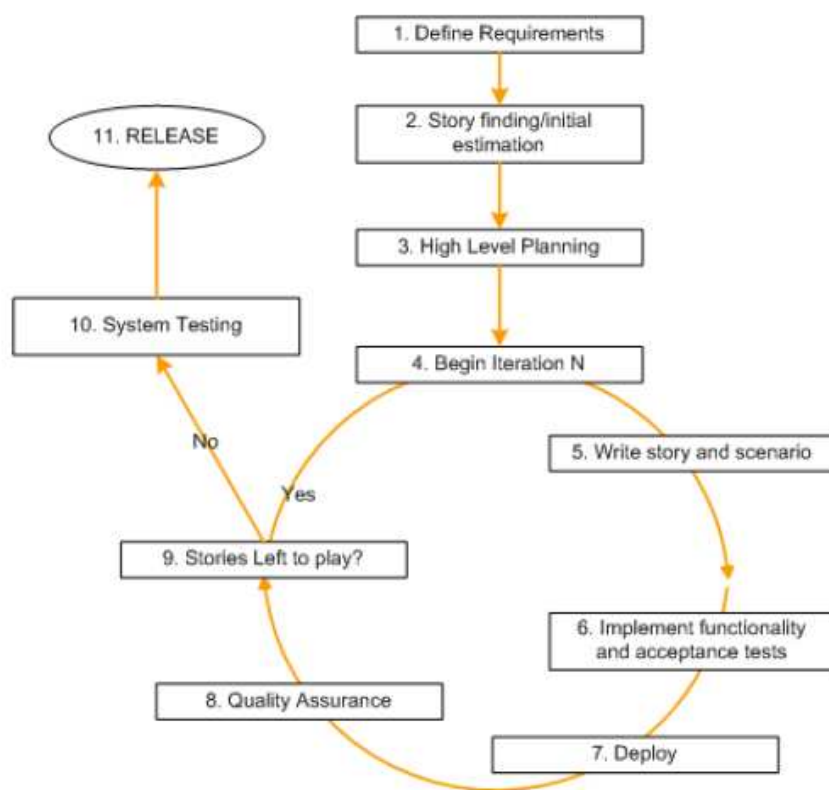 1. Define Requirements
2. Story finding/initial
estimation
11. RELEASE
3. High Level Planning
10. System Testing
4. Begin Iteration N
No
5. Write story and scenario
Yes
9. Stories Left to play?
6. Implement functionality
and acceptance tests
8. Quality Assurance
7. Deploy